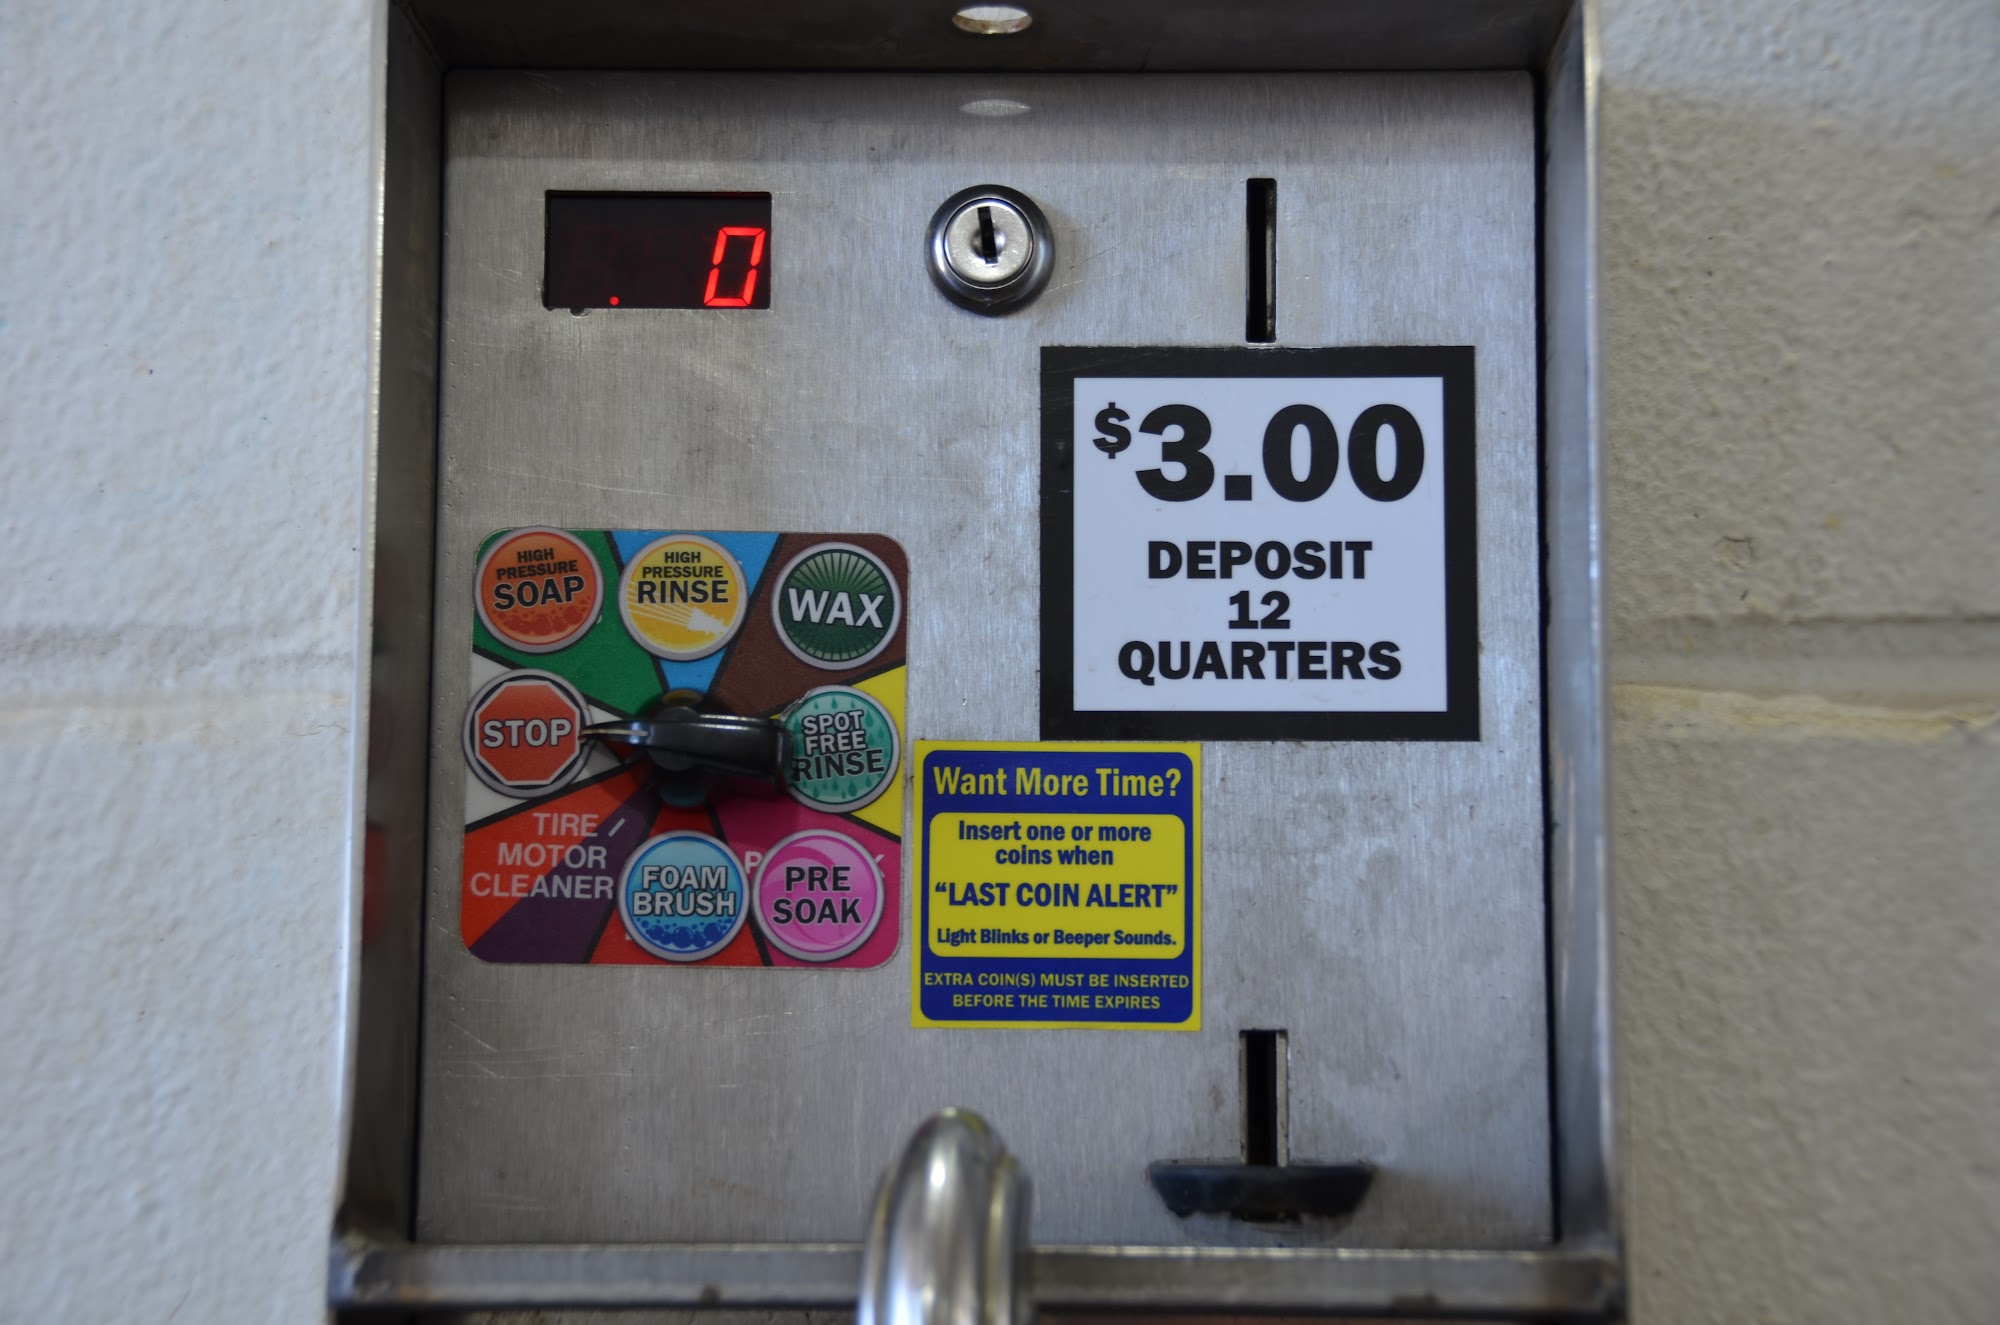 . 0
$3.00
DEPOSIT
12
QUARTERS
HIGH
PRESSURE
SOAP
HIGH
PRESSURE
RINSE
WAX
STOP
SPOT
FREE
RINSE
TIRE /
MOTOR
CLEANER
FOAM
BRUSH
PRE
SOAK
Want More Time?
Insert one or more
coins when
“LAST COIN ALERT”
Light Blinks or Beeper Sounds.
EXTRA COIN(S) MUST BE INSERTED
BEFORE THE TIME EXPIRES